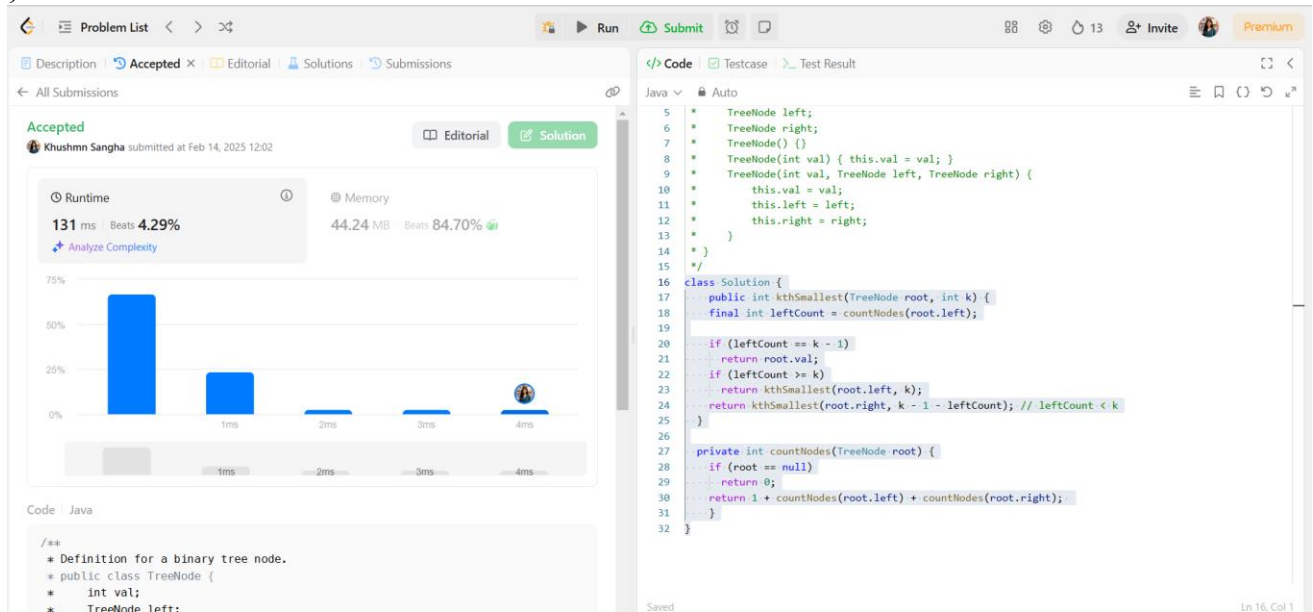 Problem List
Run
Submit
13
Invite
Premium
Description
Accepted
Editorial
Solutions
Submissions
All Submissions
Accepted
Khushmn Sangha submitted at Feb 14, 2025 12:02
Editorial
Solution
Runtime
131 ms Beats 4.29%
Analyze Complexity
Memory
44.24 MB Beats 84.70%
75%
50%
25%
0%
1ms 2ms 3ms 4ms
1ms 2ms 3ms 4ms
Code Java
/**
* Definition for a binary tree node.
* public class TreeNode {
* int val;
* TreeNode left;
</> Code
Testcase
>_ Test Result
Java Auto
5 * TreeNode left;
6 * TreeNode right;
7 * TreeNode() {}
8 * TreeNode(int val) { this.val = val; }
9 * TreeNode(int val, TreeNode left, TreeNode right) {
10 * this.val = val;
11 * this.left = left;
12 * this.right = right;
13 * }
14 * }
15 */
16 class Solution {
17 public int kthSmallest(TreeNode root, int k) {
18 final int leftCount = countNodes(root.left);
19
20 if (leftCount == k - 1)
21 return root.val;
22 if (leftCount >= k)
23 return kthSmallest(root.left, k);
24 return kthSmallest(root.right, k - 1 - leftCount); // leftCount < k
25 }
26
27 private int countNodes(TreeNode root) {
28 if (root == null)
29 return 0;
30 return 1 + countNodes(root.left) + countNodes(root.right);
31 }
32 }
Saved
Ln 16, Col 1